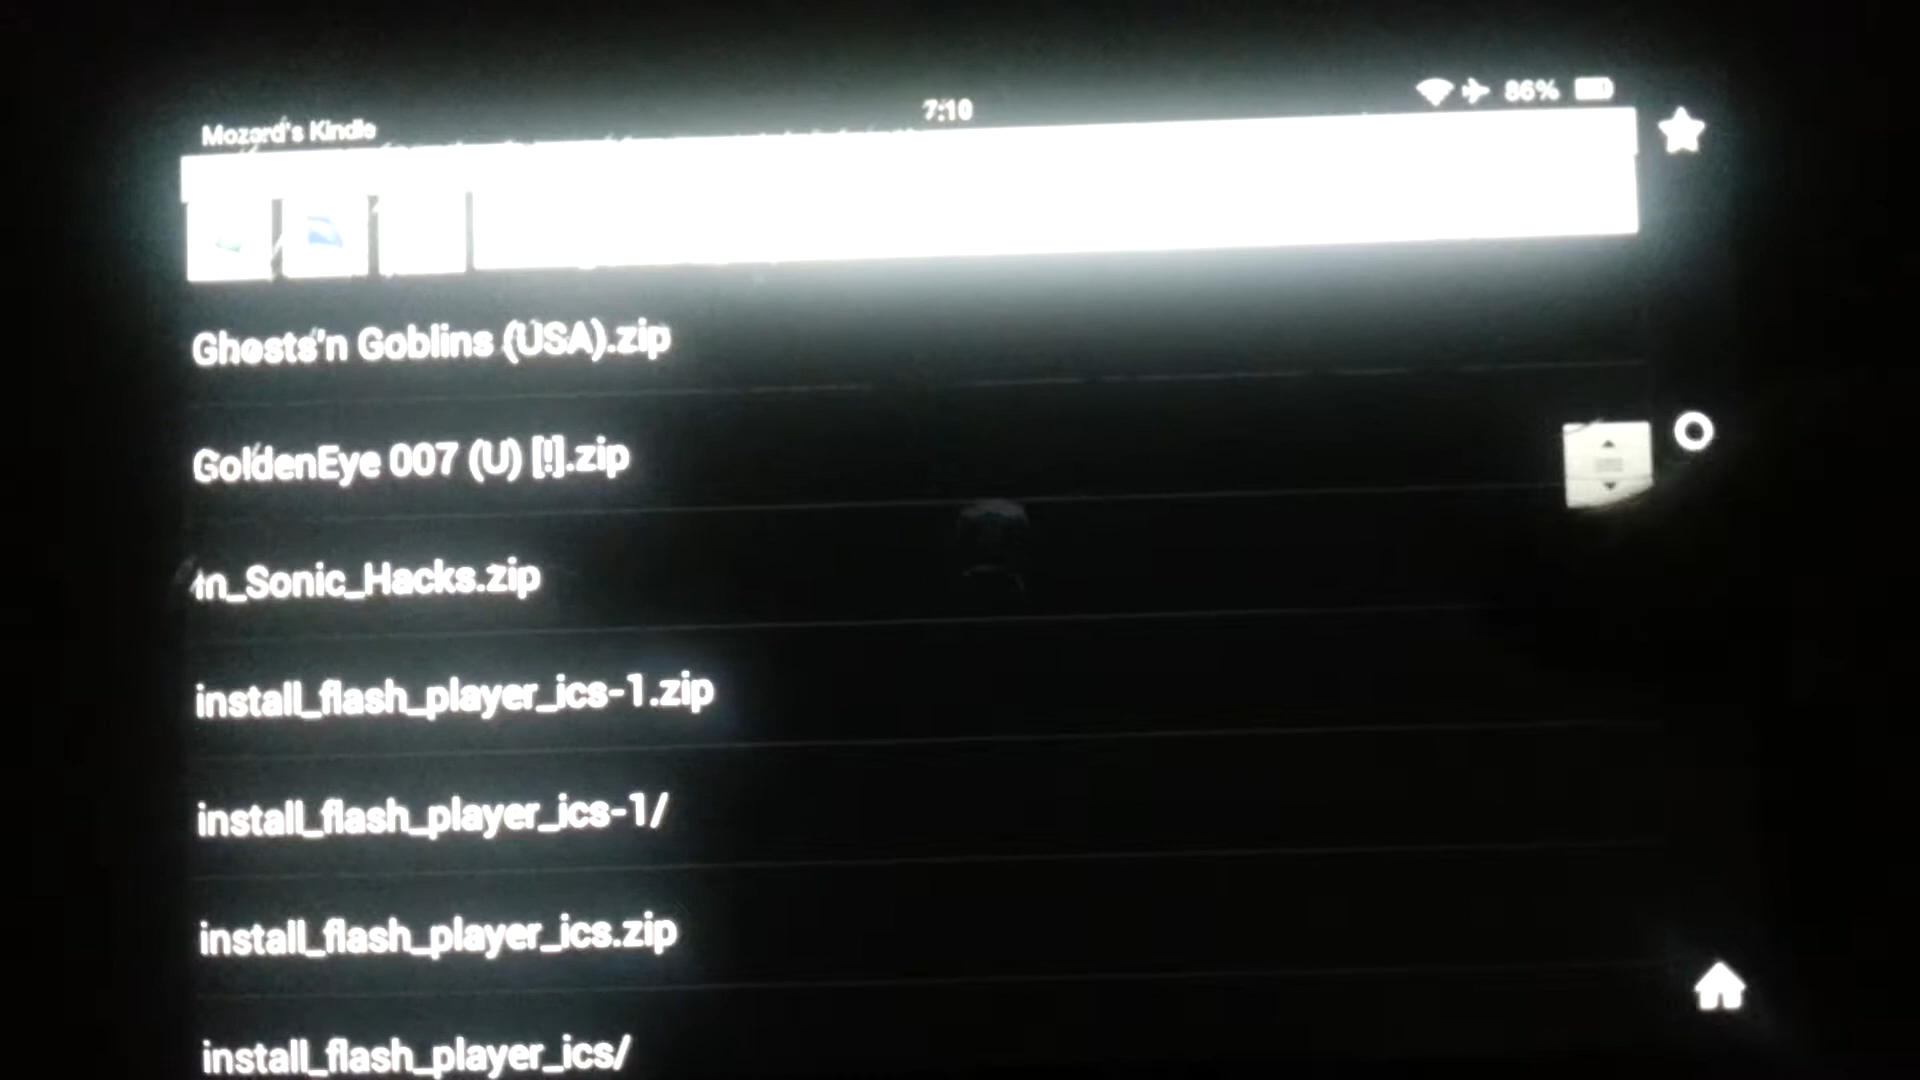 Mozard's Kindle
7:10
86%
Ghosts'n Goblins (USA).zip
GoldenEye 007 (U) [!].zip
In_Sonic_Hacks.zip
install_flash_player_ics-1.zip
install_flash_player_ics-1/
install_flash_player_ics.zip
install_flash_player_ics/